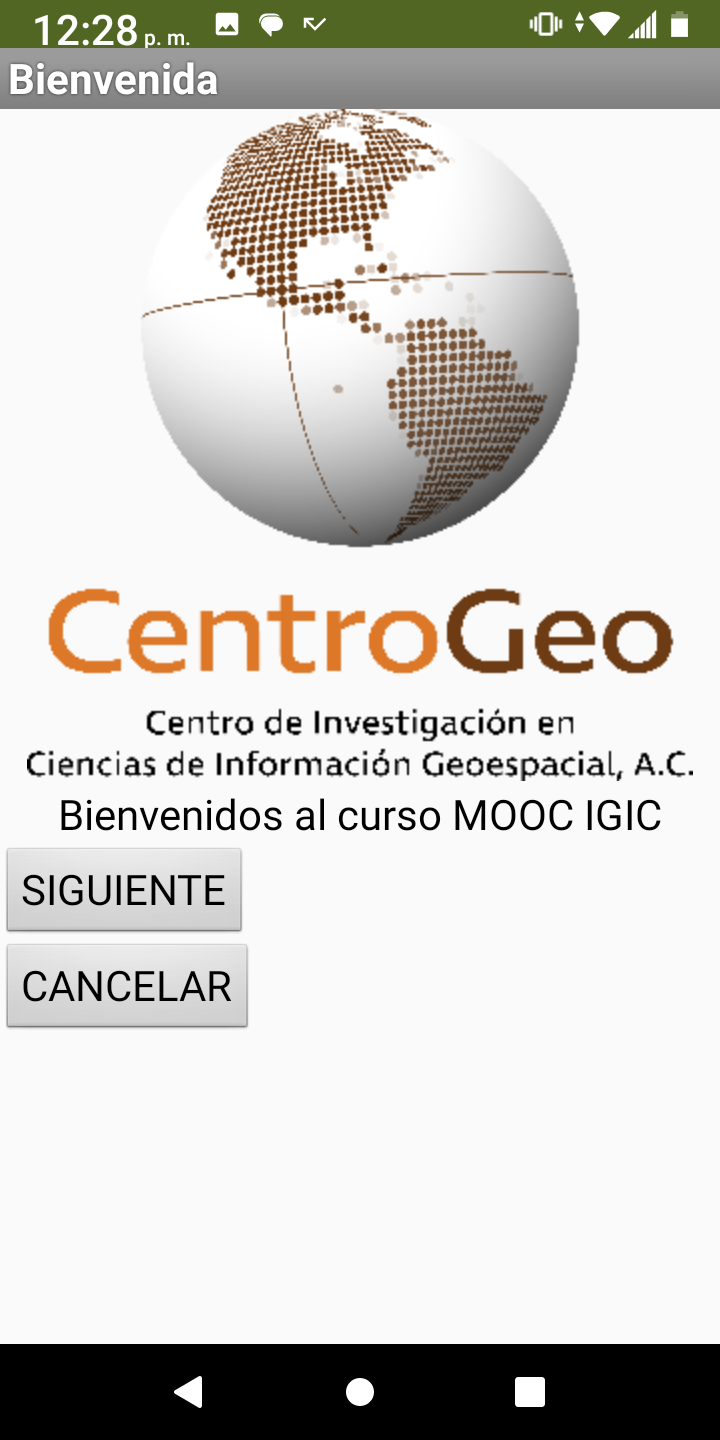 12:28 p. m.
Bienvenida
CentroGeo
Centro de Investigación en
Ciencias de Información Geoespacial, A.C.
Bienvenidos al curso MOOC IGIC
SIGUIENTE
CANCELAR